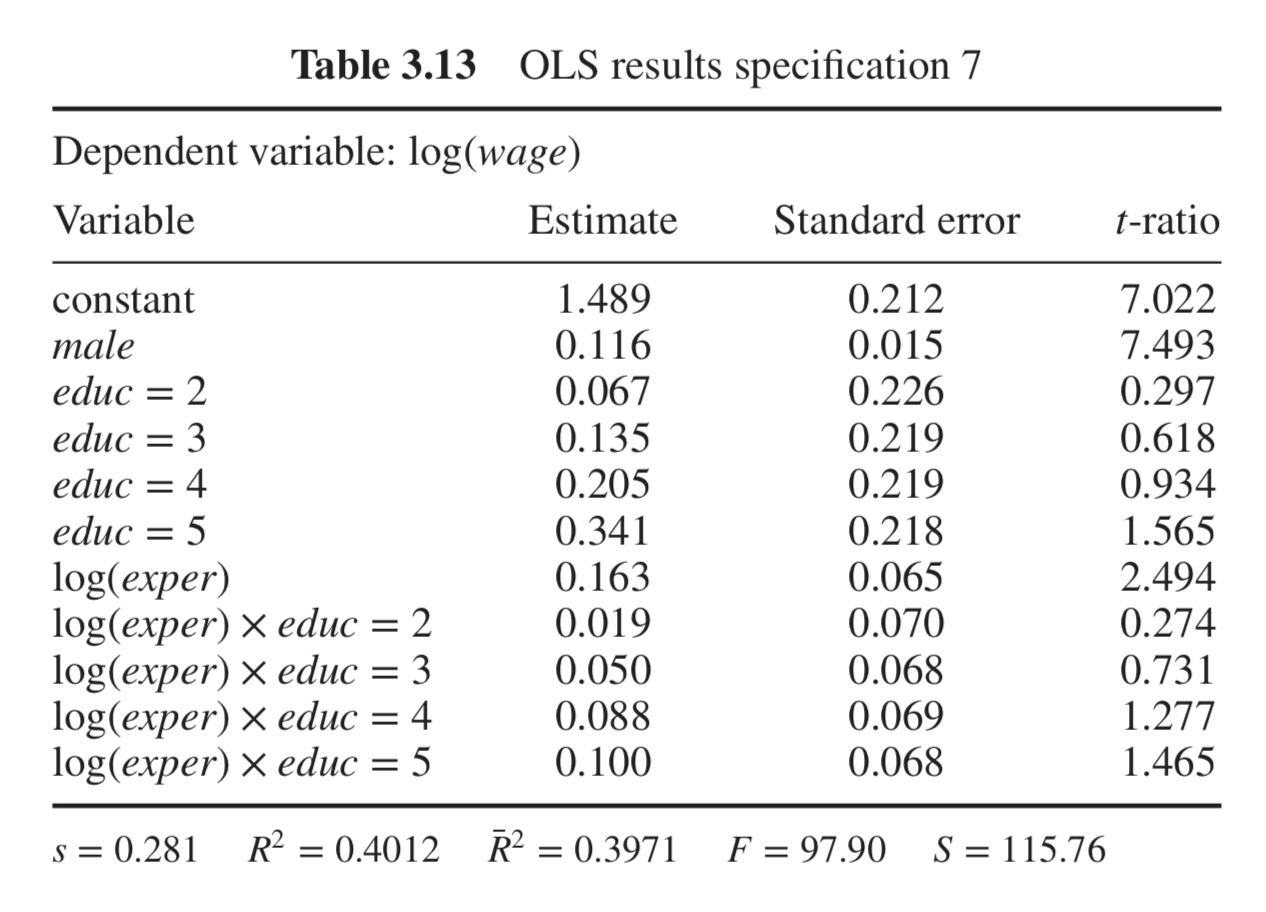 Table 3.13 OLS results specification 7
Dependent variable: log(wage)
Variable Estimate Standard error t-ratio
constant 1.489 0.212 7.022
male 0.116 0.015 7.493
educ = 2 0.067 0.226 0.297
educ = 3 0.135 0.219 0.618
educ = 4 0.205 0.219 0.934
educ = 5 0.341 0.218 1.565
log(exper) 0.163 0.065 2.494
log(exper) × educ = 2 0.019 0.070 0.274
log(exper) × educ = 3 0.050 0.068 0.731
log(exper) × educ = 4 0.088 0.069 1.277
log(exper) × educ = 5 0.100 0.068 1.465
s = 0.281 R² = 0.4012 R̄² = 0.3971 F = 97.90 S = 115.76